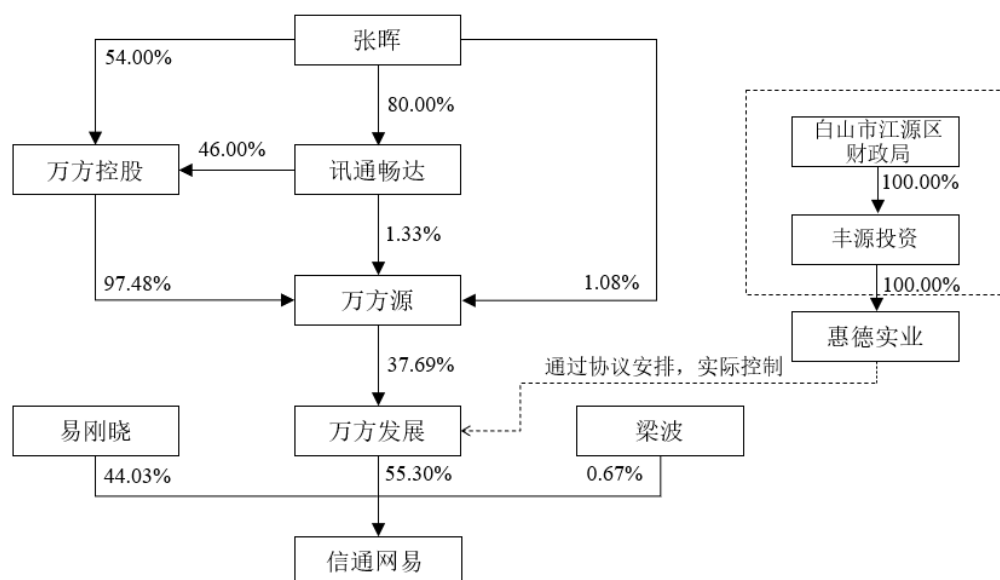 张晖
54.00%
80.00%
白山市江源区
财政局
万方控股
46.00%
讯通畅达
100.00%
1.33%
丰源投资
97.48%
万方源
1.08%
100.00%
惠德实业
37.69%
通过协议安排，实际控制
易刚晓
万方发展
梁波
44.03%
55.30%
0.67%
信通网易